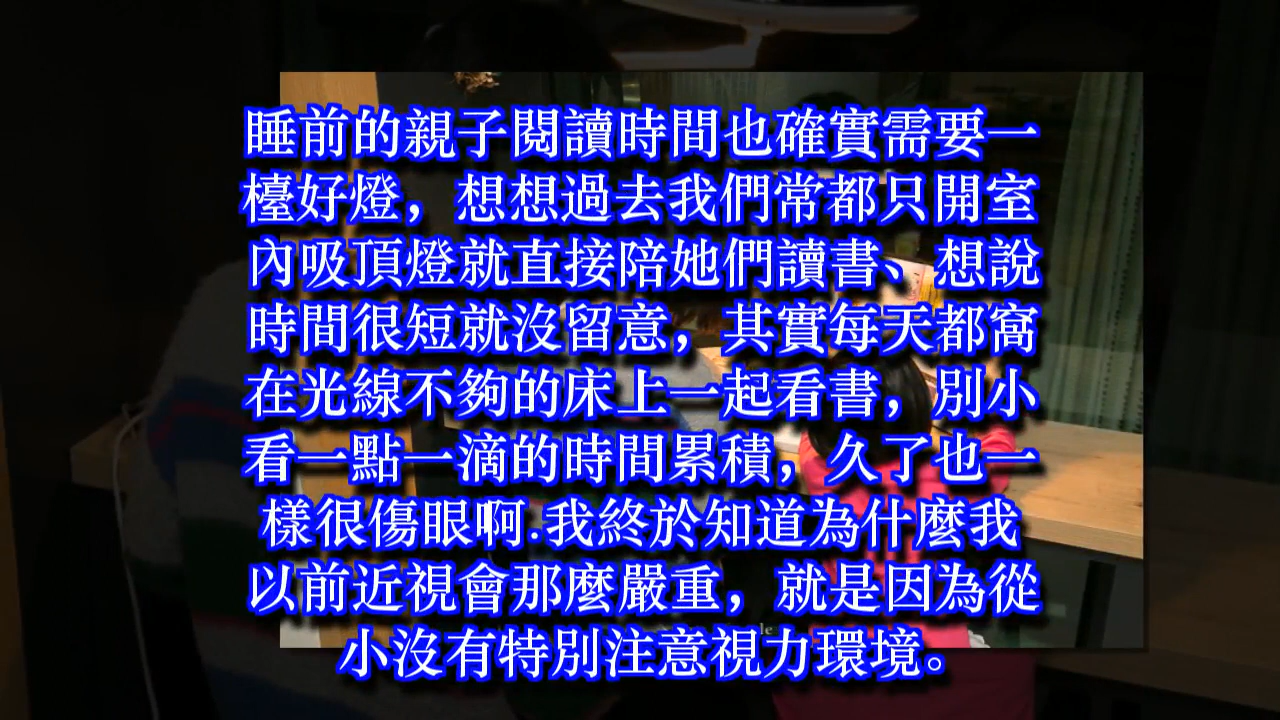 睡前的親子閱讀時間也確實需要一
檯好燈，想想過去我們常都只開室
內吸頂燈就直接陪她們讀書、想說
時間很短就沒留意，其實每天都窩
在光線不夠的床上一起看書，別小
看一點一滴的時間累積，久了也一
樣很傷眼啊.我終於知道為什麼我
以前近視會那麼嚴重，就是因為從
小沒有特別注意視力環境。